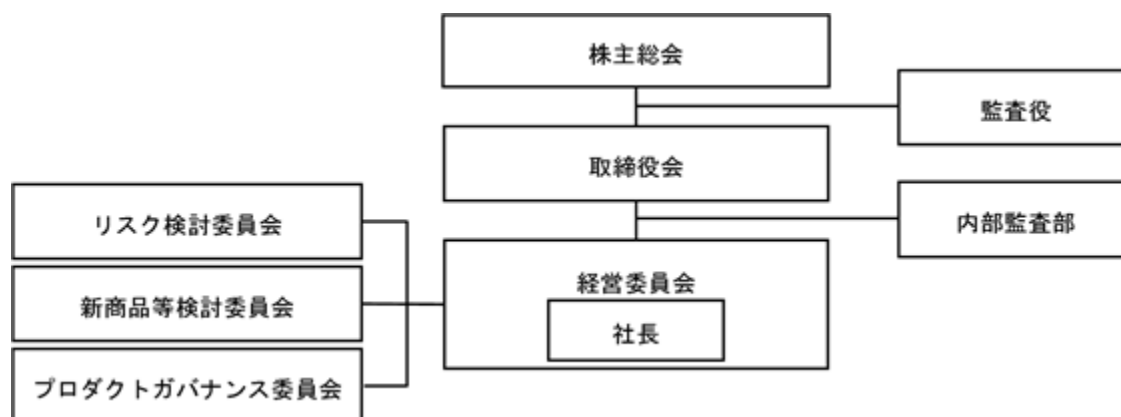 株主総会
監査役
取締役会
リスク検討委員会
内部監査部
新商品等検討委員会
経営委員会
社長
プロダクトガバナンス委員会